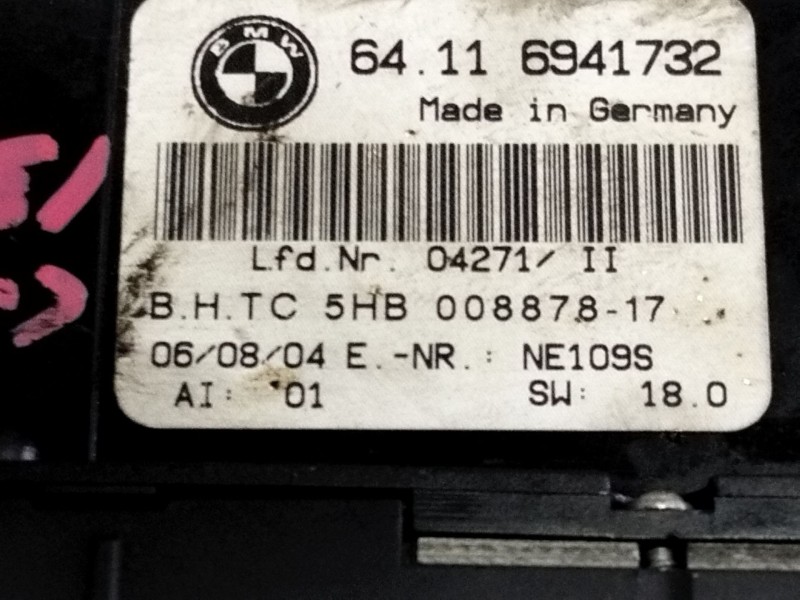 BMW
64.11 6941732
Made in Germany
Lfd.Nr. 04271/ II
B.H.TC 5HB 008878-17
06/08/04 E.-NR.: NE109S
AI: 01 SW: 18.0